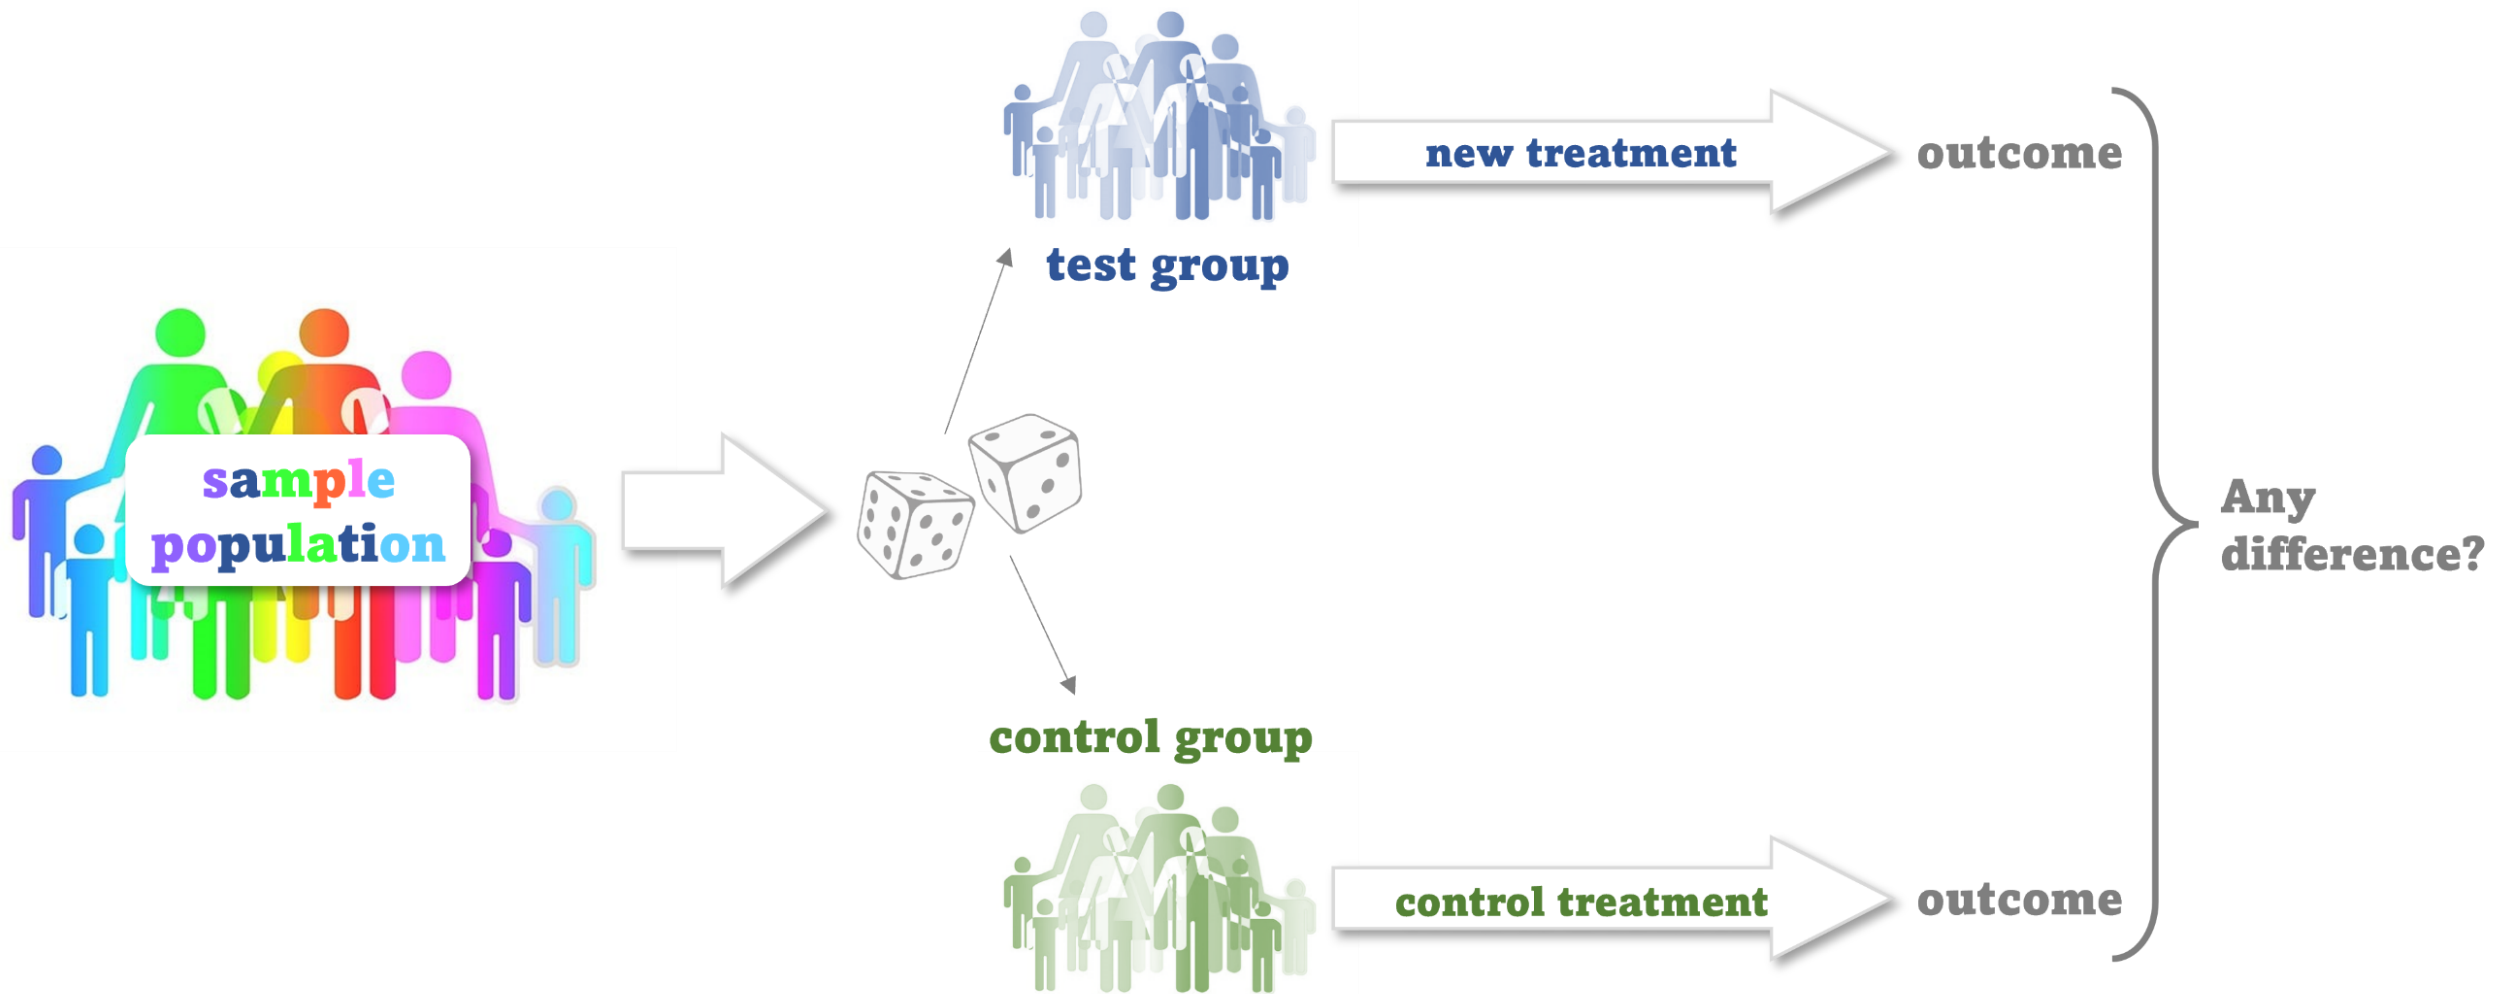 sample
population
test group
new treatment
outcome
control group
control treatment
outcome
Any
difference?